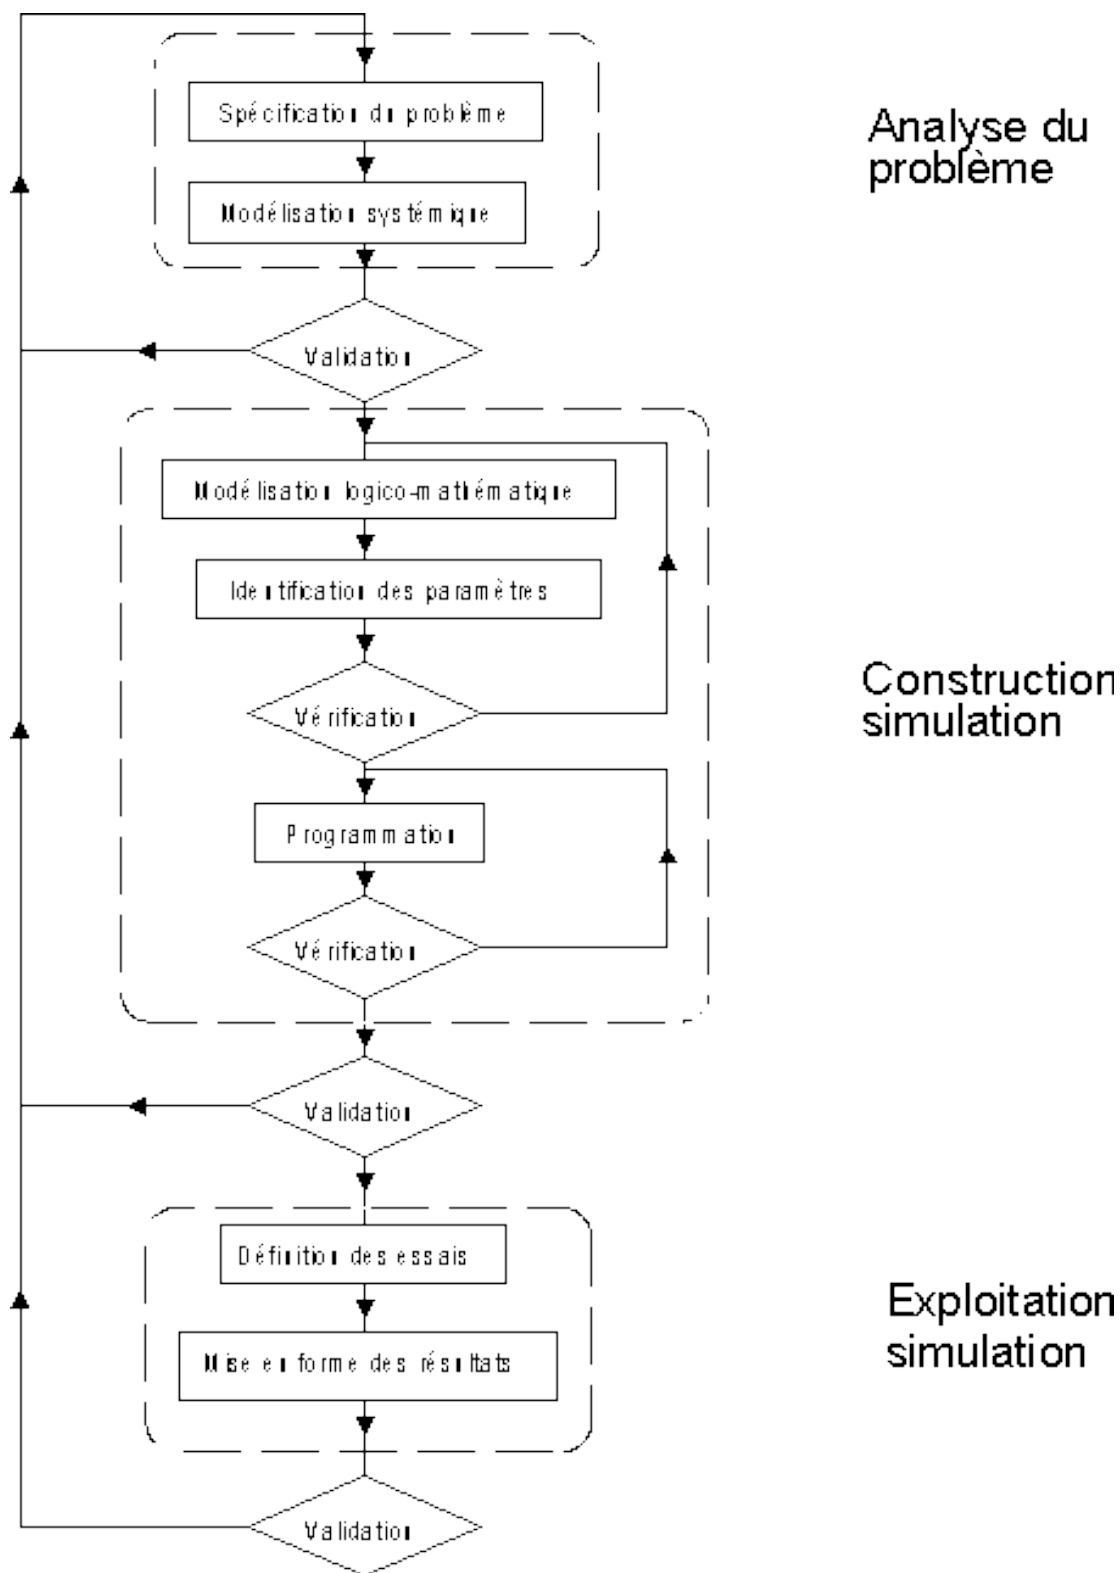 Spécification du problème
Analyse du
problème
Modélisation systémique
Validation
Modélisation logico-mathématique
Identification des paramètres
Construction
simulation
Vérification
Programmation
Vérification
Validation
Définition des essais
Exploitation
simulation
Mise en forme des résultats
Validation